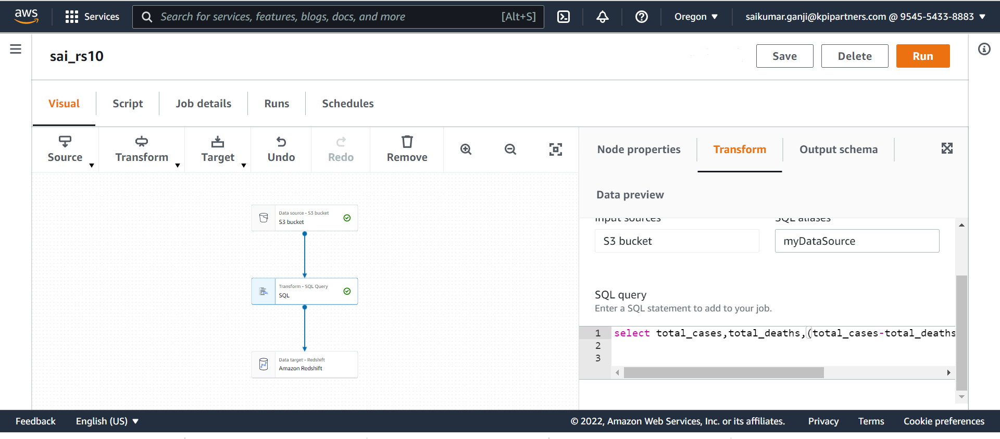 aws
Services
Search for services, features, blogs, docs, and more
[Alt+S]
Oregon
saikumar.ganji@kpipartners.com @ 9545-5433-8883
sai_rs10
Save
Delete
Run
Visual
Script
Job details
Runs
Schedules
Source
Transform
Target
Undo
Redo
Remove
Node properties
Transform
Output schema
Data preview
Input sources
SQL aliases
S3 bucket
myDataSource
Data source - S3 bucket
S3 bucket
Transform - SQL Query
SQL
Data target - Redshift
Amazon Redshift
SQL query
Enter a SQL statement to add to your job.
1 select total_cases,total_deaths,(total_cases-total_deaths
2
3
Feedback
English (US)
© 2022, Amazon Web Services, Inc. or its affiliates.
Privacy
Terms
Cookie preferences